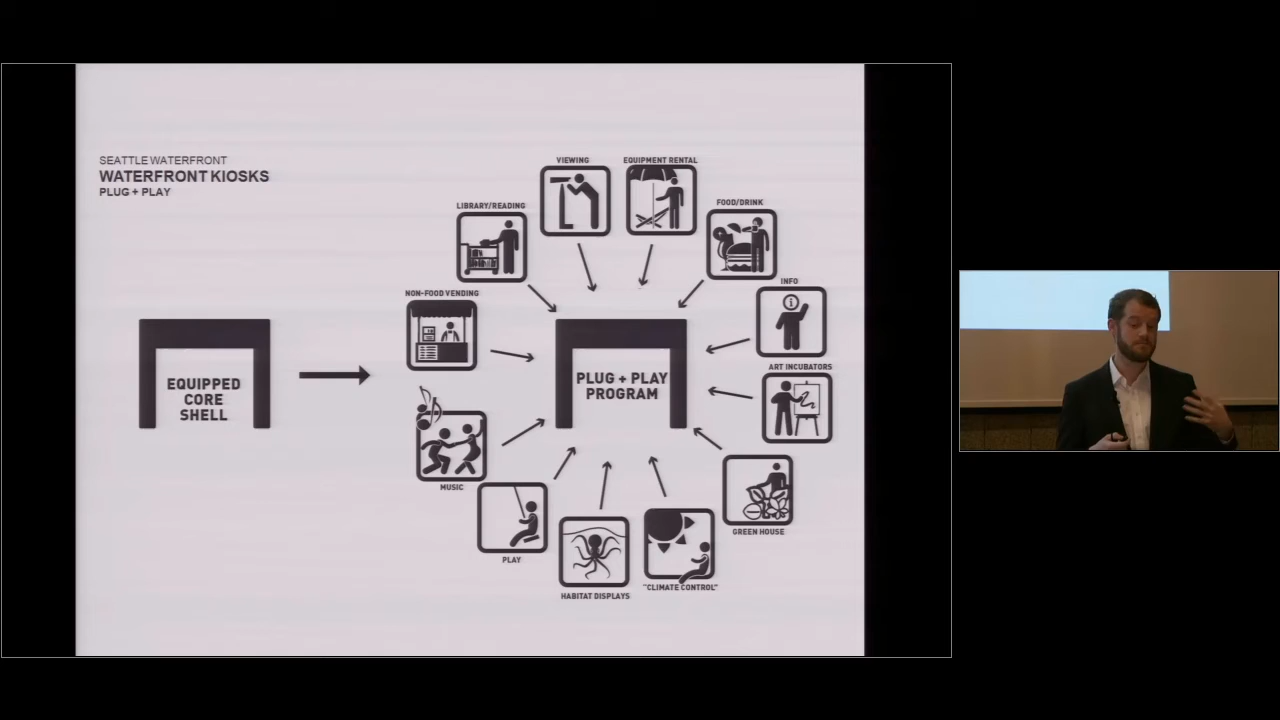 SEATTLE WATERFRONT
WATERFRONT KIOSKS
PLUG + PLAY
EQUIPPED
CORE
SHELL
VIEWING
EQUIPMENT RENTAL
LIBRARY/READING
FOOD/DRINK
NON-FOOD VENDING
INFO
i
PLUG + PLAY
PROGRAM
ART INCUBATORS
MUSIC
GREEN HOUSE
PLAY
HABITAT DISPLAYS
"CLIMATE CONTROL"